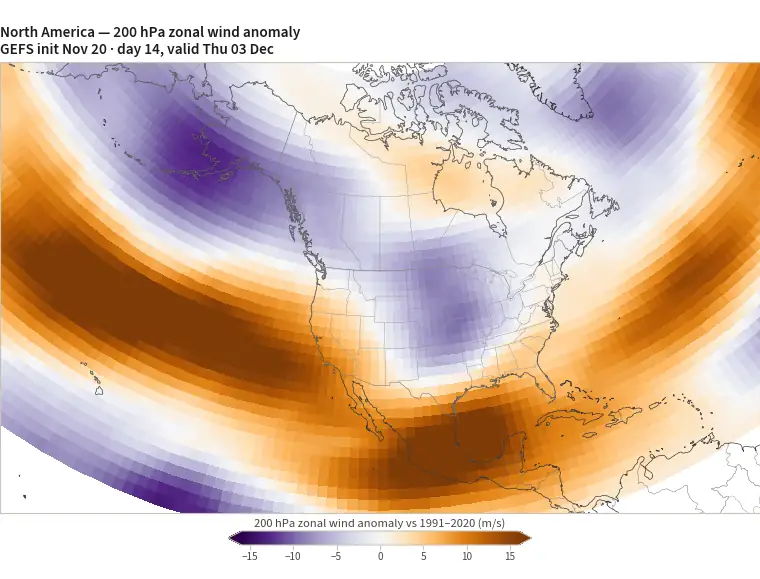 North America — 200 hPa zonal wind anomaly
GEFS init Nov 20 · day 14, valid Thu 03 Dec
200 hPa zonal wind anomaly vs 1991–2020 (m/s)
−15 −10 −5 0 5 10 15